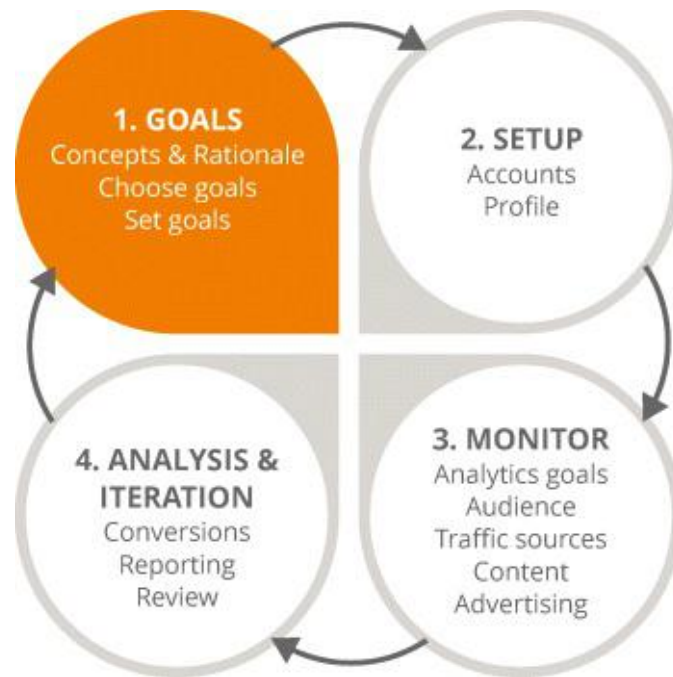 1. GOALS
Concepts & Rationale
Choose goals
Set goals
2. SETUP
Accounts
Profile
3. MONITOR
Analytics goals
Audience
Traffic sources
Content
Advertising
4. ANALYSIS &
ITERATION
Conversions
Reporting
Review